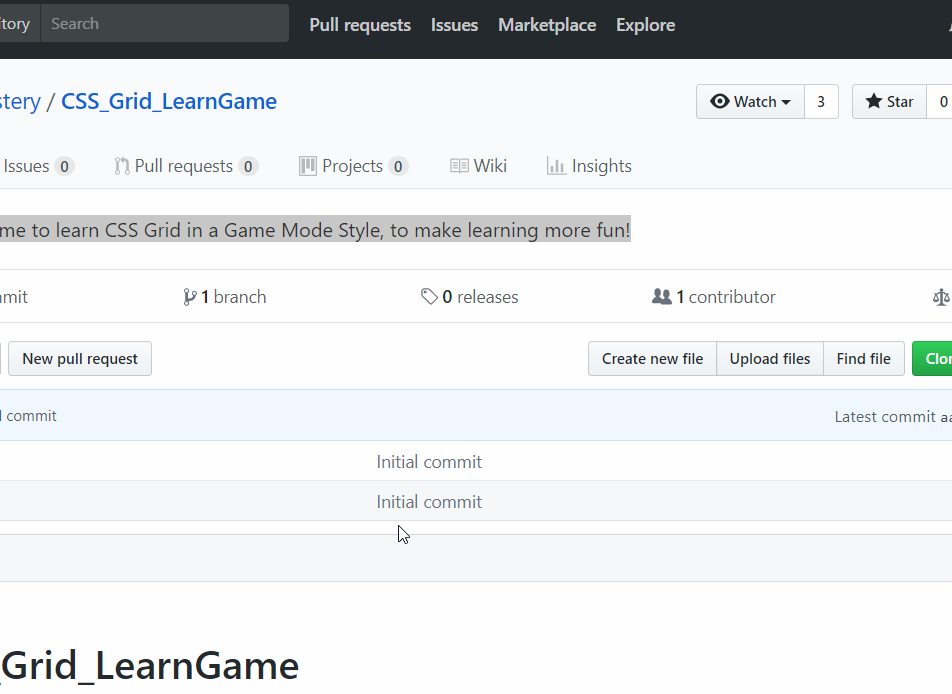 tory Search Pull requests Issues Marketplace Explore
stery / CSS_Grid_LearnGame Watch 3 Star 0
Issues 0 Pull requests 0 Projects 0 Wiki Insights
me to learn CSS Grid in a Game Mode Style, to make learning more fun!
mit 1 branch 0 releases 1 contributor
New pull request Create new file Upload files Find file Clo
commit Latest commit
Initial commit
Initial commit
_Grid_LearnGame